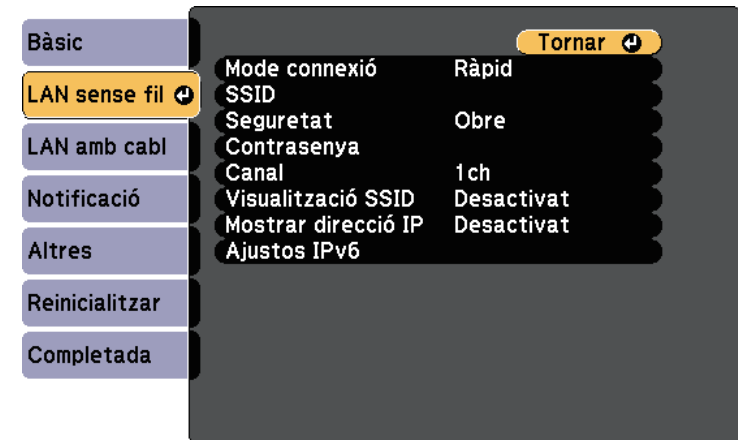 Bàsic
LAN sense fil
LAN amb cabl
Notificació
Altres
Reinicialitzar
Completada
Tornar
Mode connexió Ràpid
SSID
Seguretat Obre
Contrasenya
Canal 1ch
Visualització SSID Desactivat
Mostrar direcció IP Desactivat
Ajustos IPv6